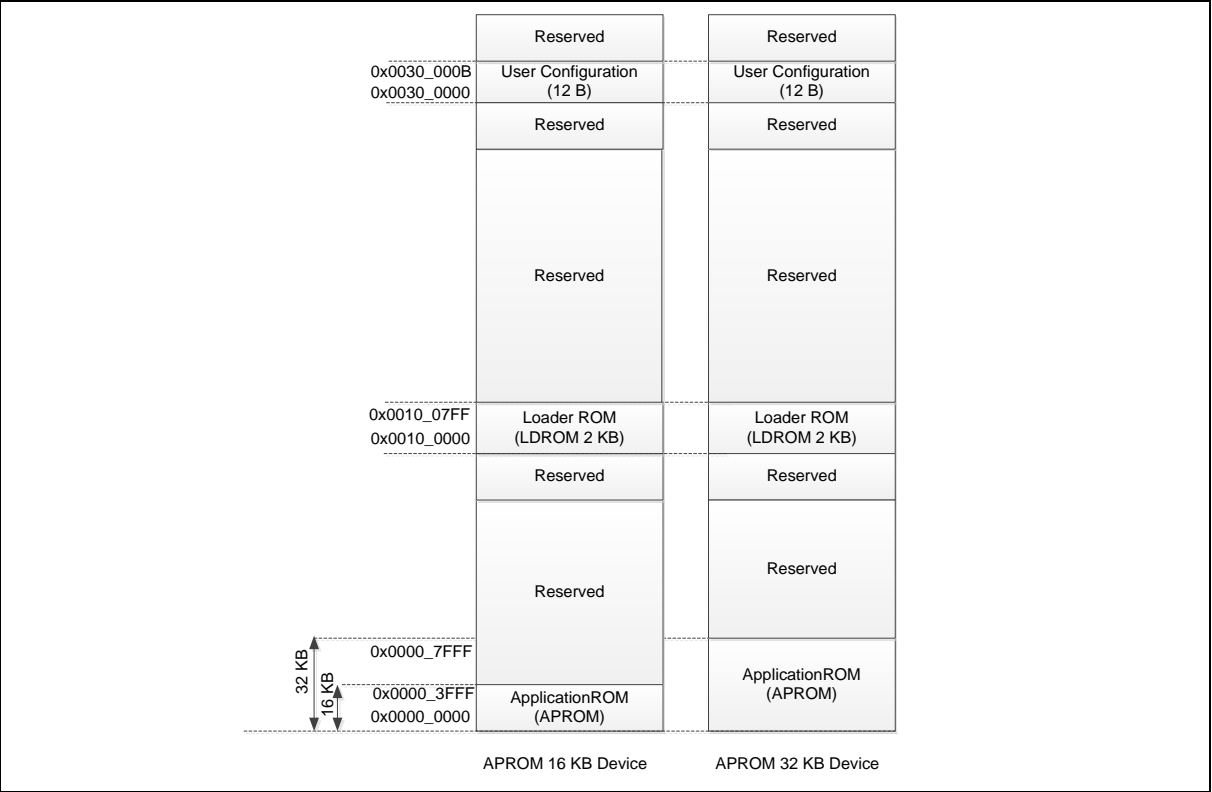 Reserved
Reserved
0x0030_000B
0x0030_0000
User Configuration
(12 B)
User Configuration
(12 B)
Reserved
Reserved
Reserved
Reserved
0x0010_07FF
0x0010_0000
Loader ROM
(LDROM 2 KB)
Loader ROM
(LDROM 2 KB)
Reserved
Reserved
Reserved
Reserved
32 KB
16 KB
0x0000_7FFF
0x0000_3FFF
0x0000_0000
ApplicationROM
(APROM)
ApplicationROM
(APROM)
APROM 16 KB Device
APROM 32 KB Device